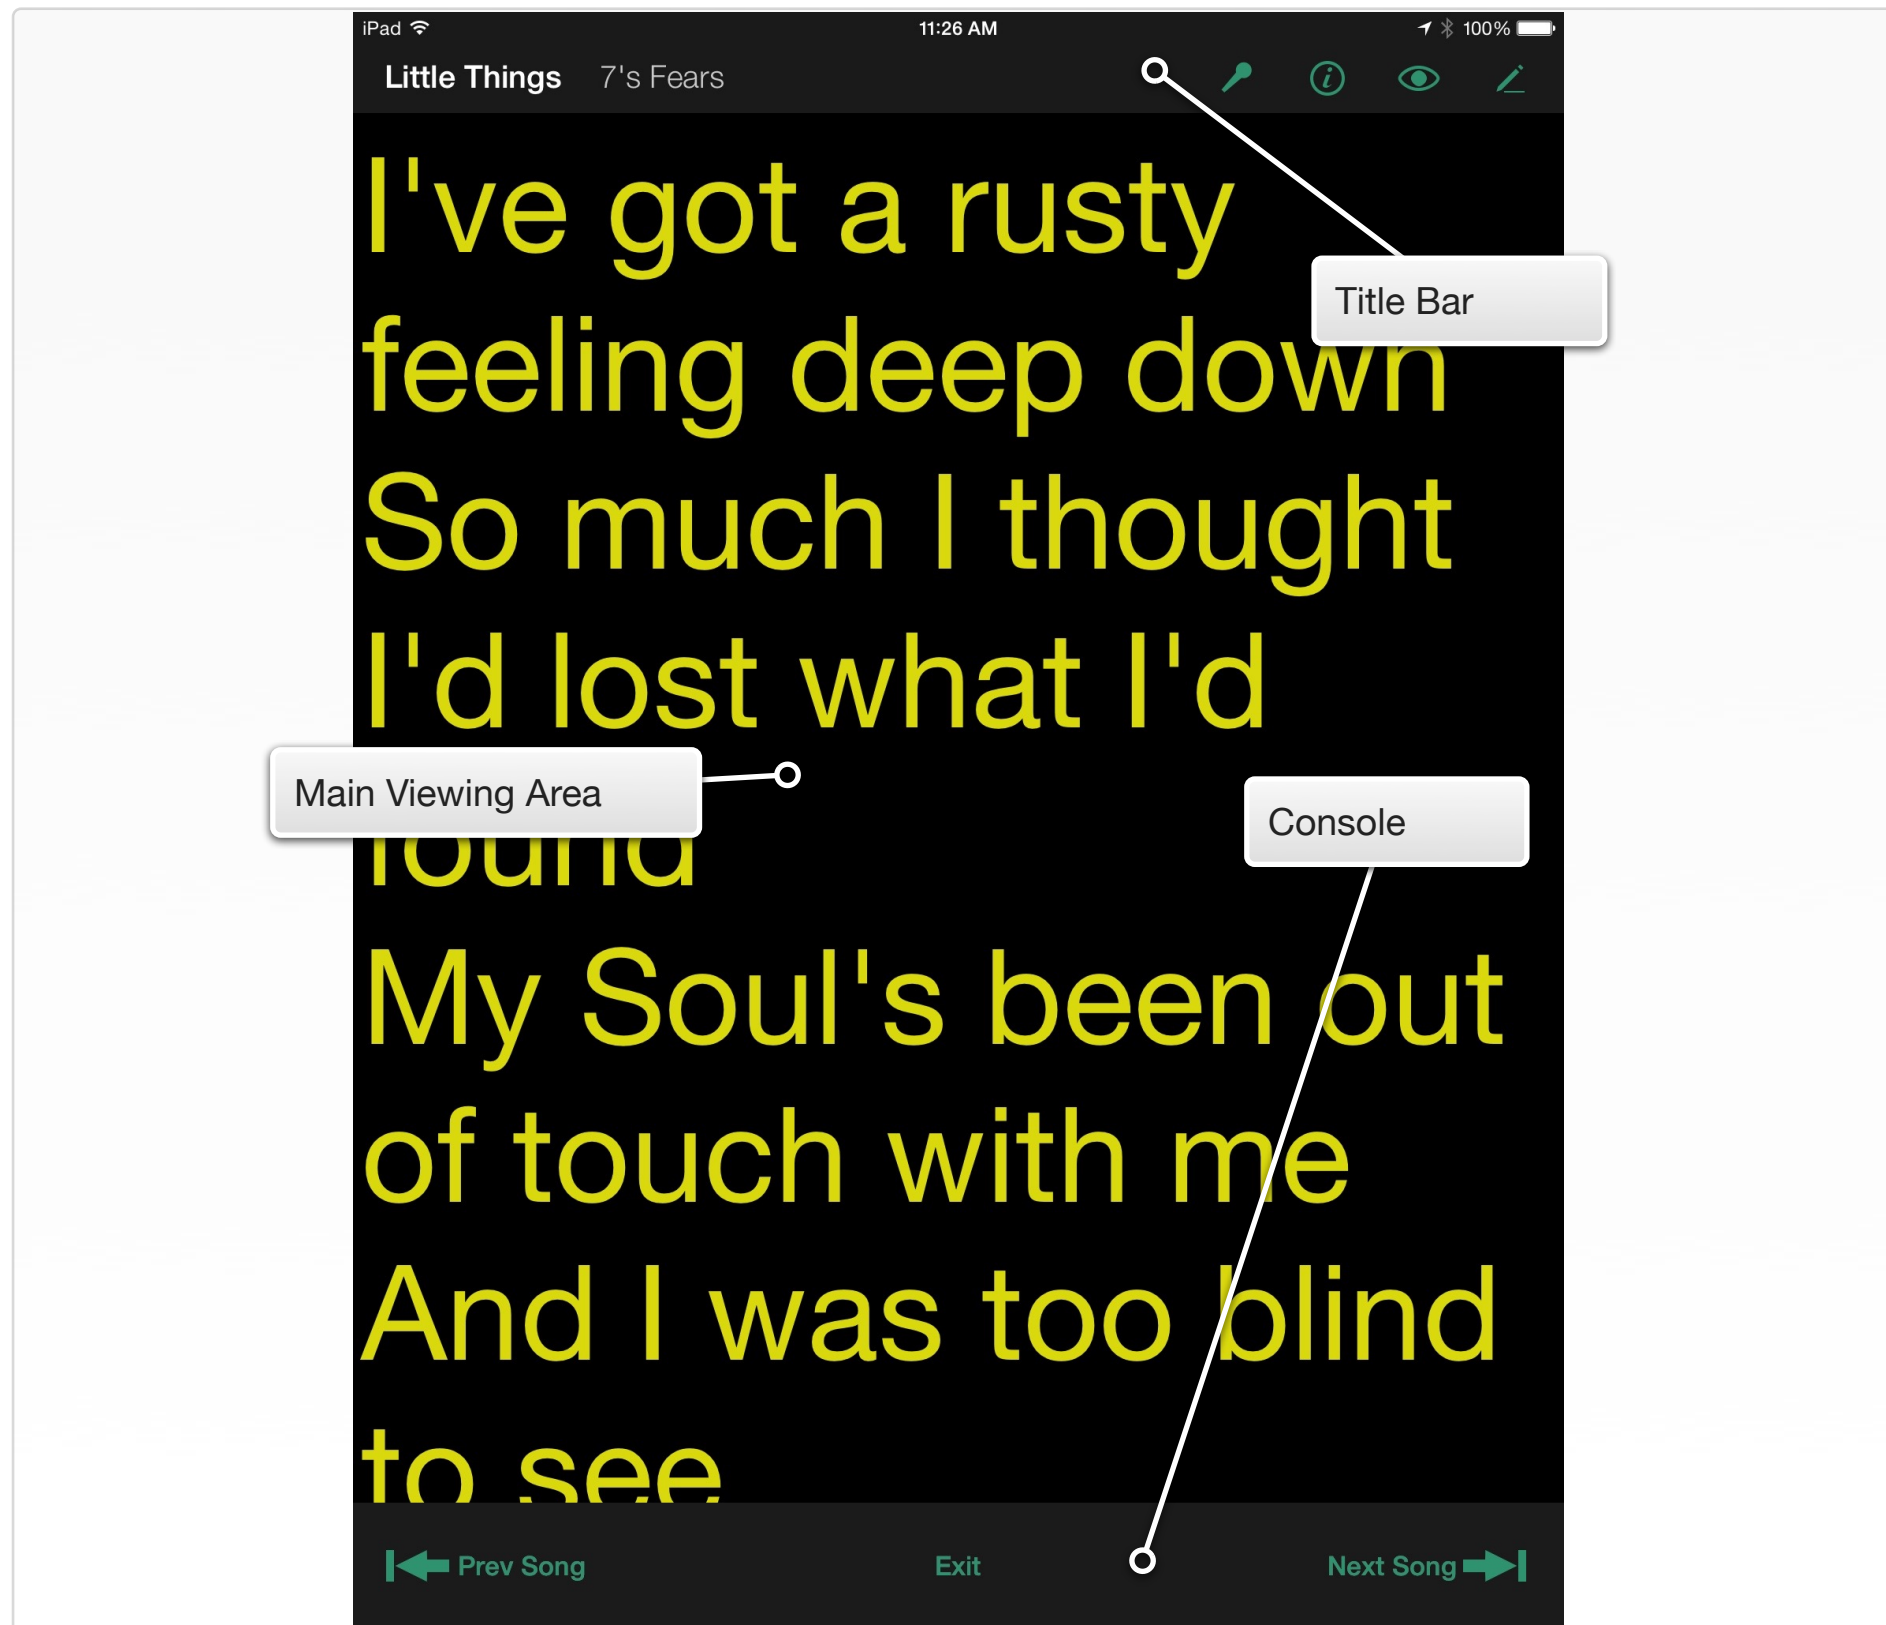 iPad 11:26 AM 100%
Little Things 7's Fears
I've got a rusty
Title Bar
feeling deep down
So much I thought
I'd lost what I'd
Main Viewing Area
Console
found
My Soul's been out
of touch with me
And I was too blind
to see
Prev Song Exit Next Song